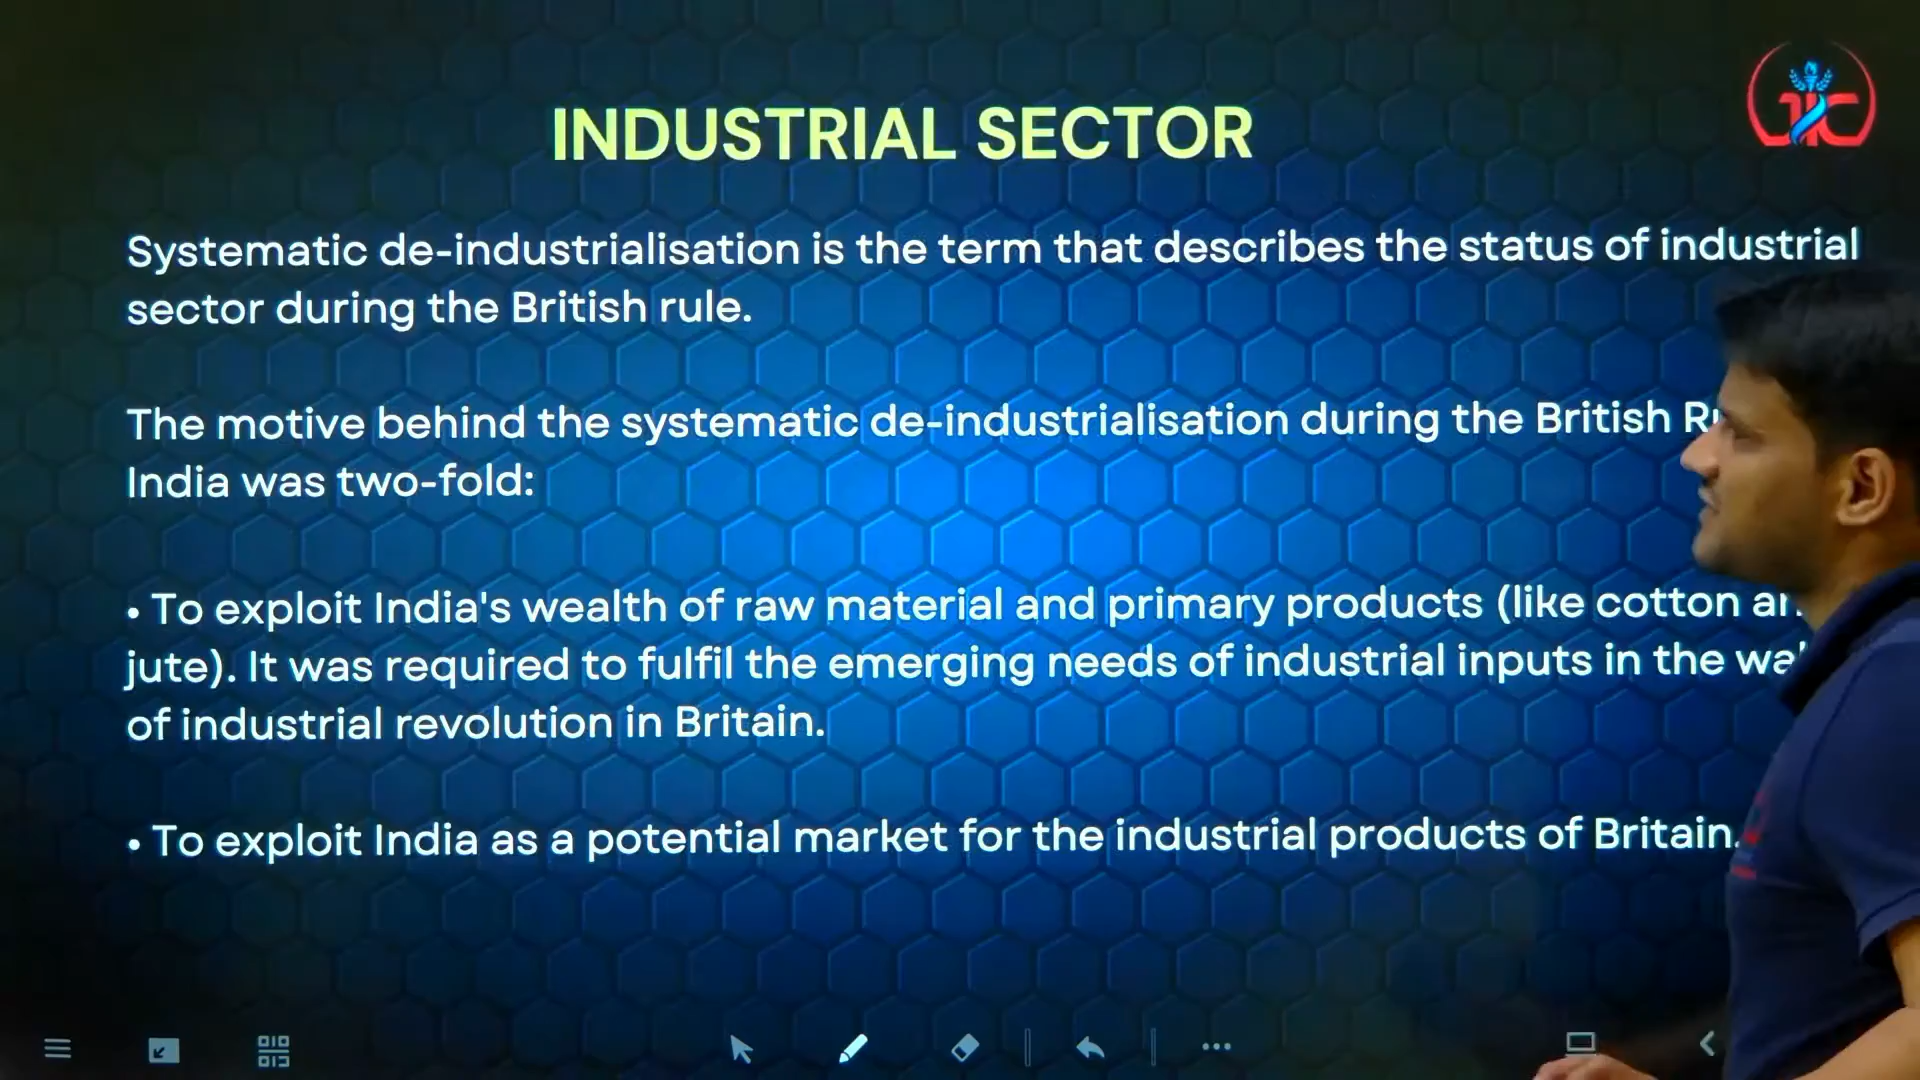 INDUSTRIAL SECTOR
Systematic de-industrialisation is the term that describes the status of industrial
sector during the British rule.
The motive behind the systematic de-industrialisation during the British
India was two-fold:
• To exploit India's wealth of raw material and primary products (like cotton
jute). It was required to fulfil the emerging needs of industrial inputs in the
of industrial revolution in Britain.
• To exploit India as a potential market for the industrial products of Britain.